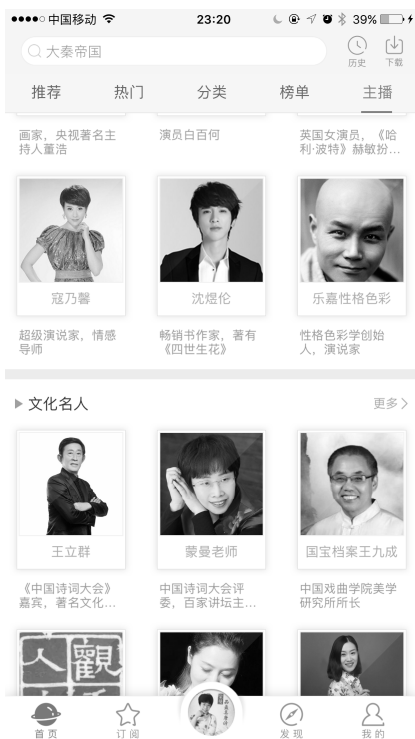 中国移动 23:20 39%
大秦帝国 历史 下载
推荐 热门 分类 榜单 主播
画家，央视著名主 演员白百何 英国女演员，《哈
持人董浩 利·波特》赫敏扮…
寇乃馨 沈煜伦 乐嘉性格色彩
超级演说家，情感 畅销书作家，著有 性格色彩学创始
导师 《四世生花》 人，演说家
文化名人 更多
王立群 蒙曼老师 国宝档案王九成
《中国诗词大会》 中国诗词大会评 中国戏曲学院美学
嘉宾，著名文化… 委，百家讲坛主… 研究所所长
人觀
首页 订阅 发现 我的